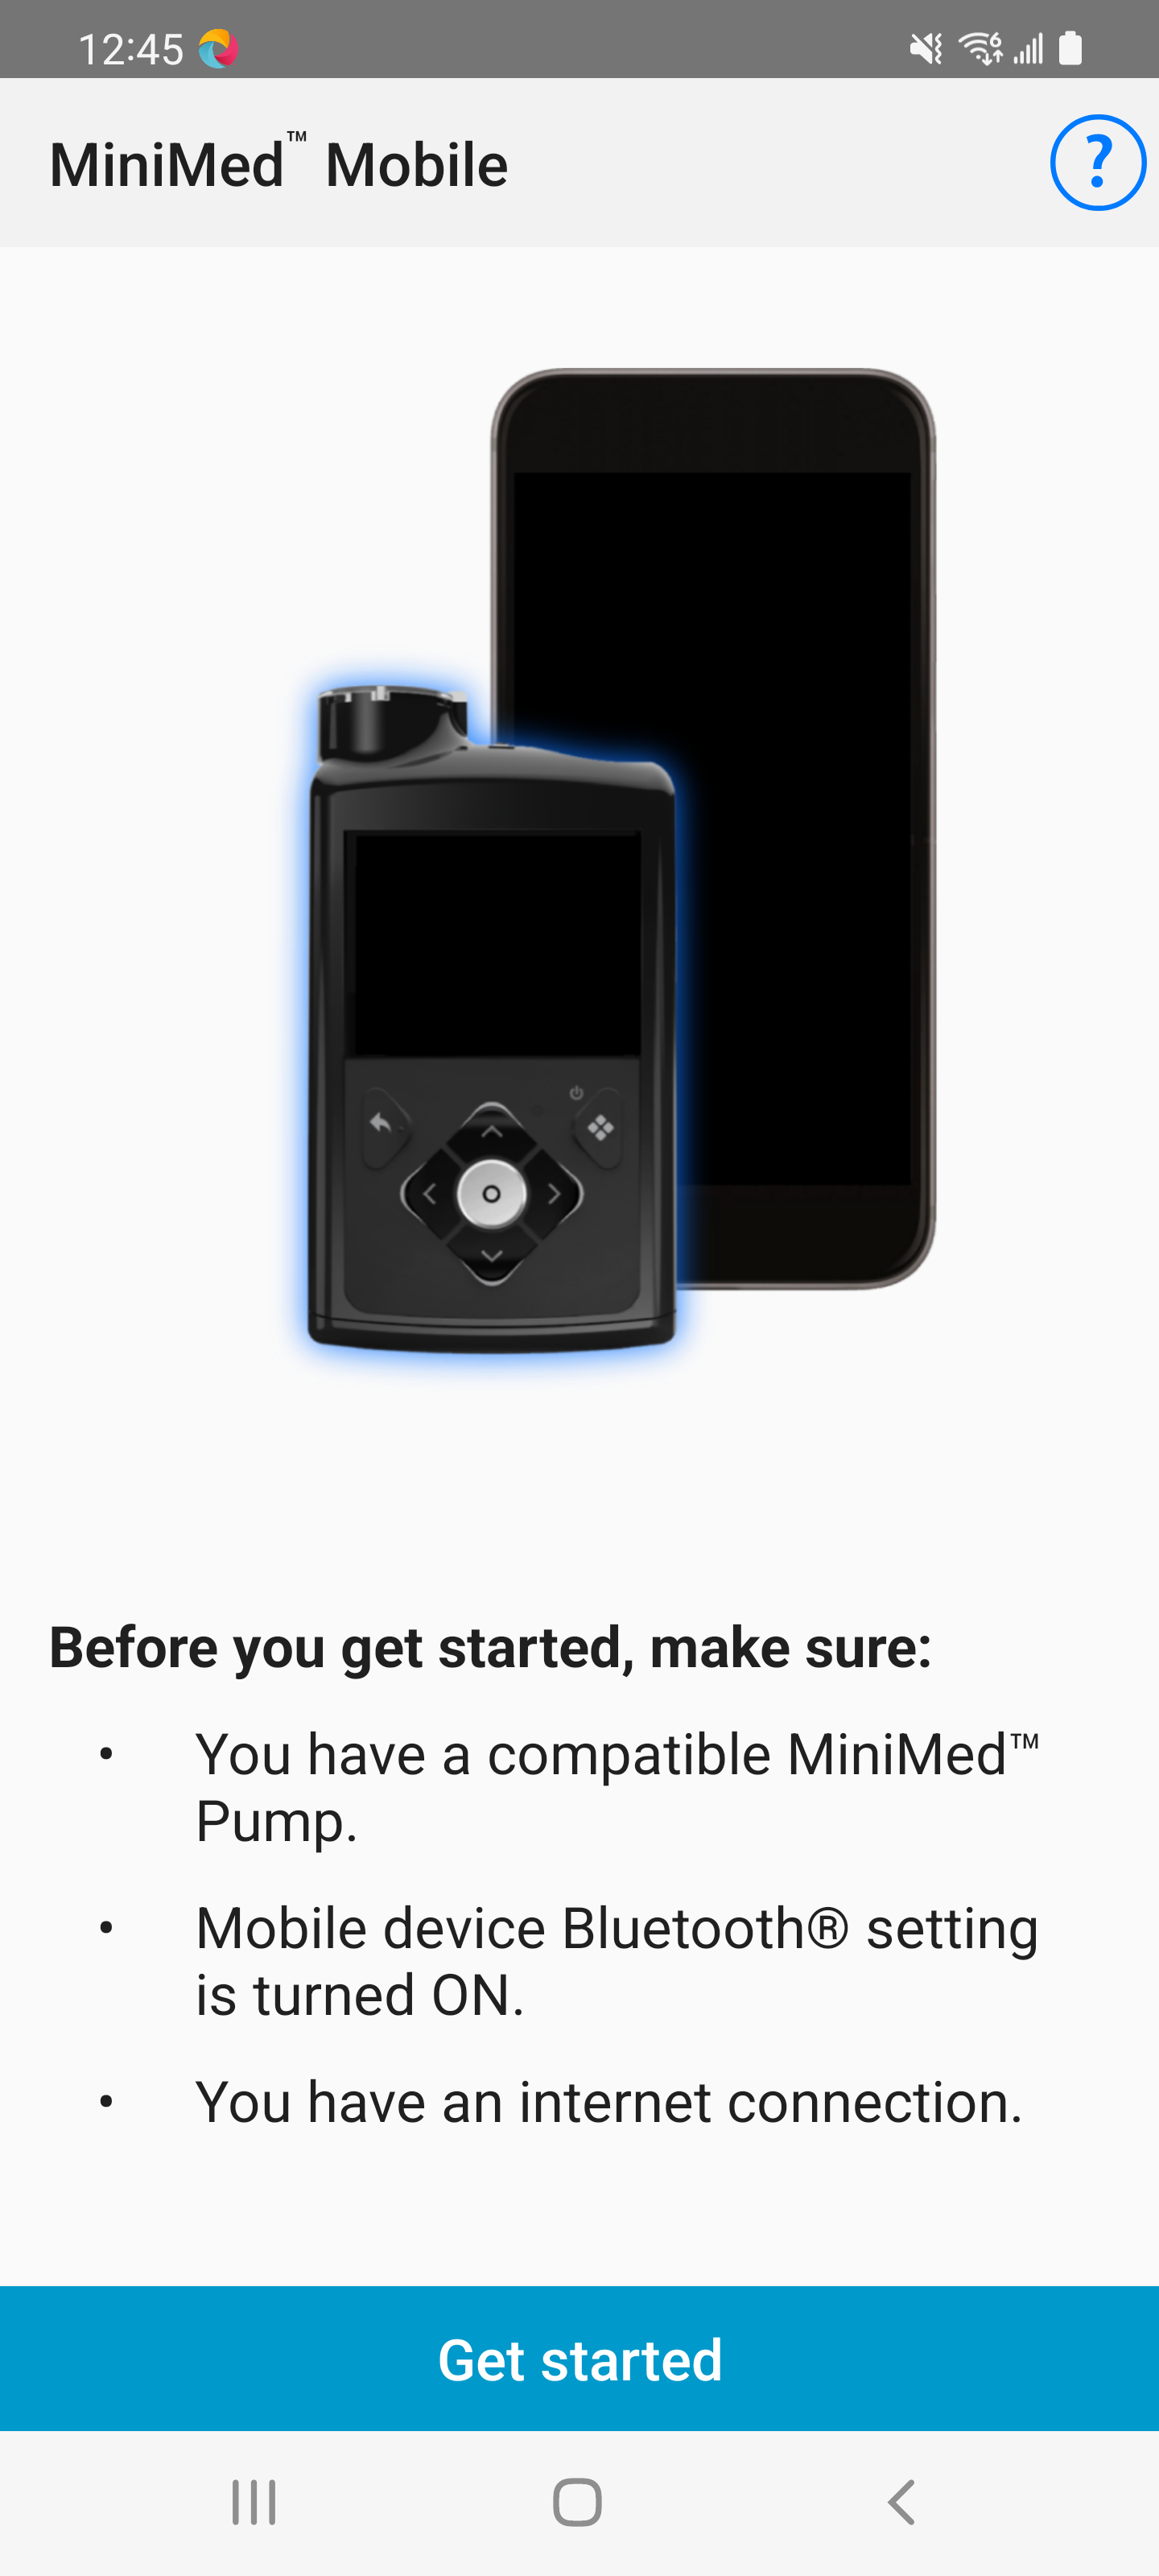 12:45
MiniMed™ Mobile
?
6
Before you get started, make sure:
• You have a compatible MiniMed™
Pump.
• Mobile device Bluetooth® setting
is turned ON.
• You have an internet connection.
Get started